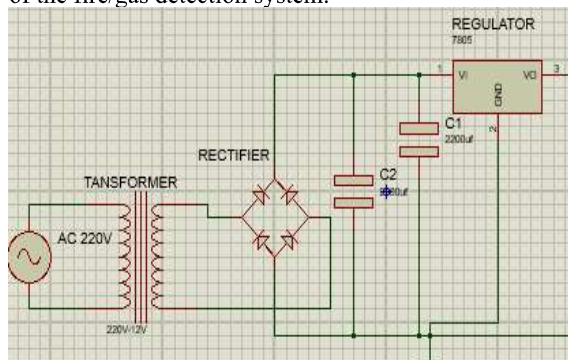 of the fire/gas detection system.
REGULATOR
7805
1
VI
VO
3
GND
2
C1
2200uf
RECTIFIER
C2
TANSFORMER
AC 220V
220V-12V